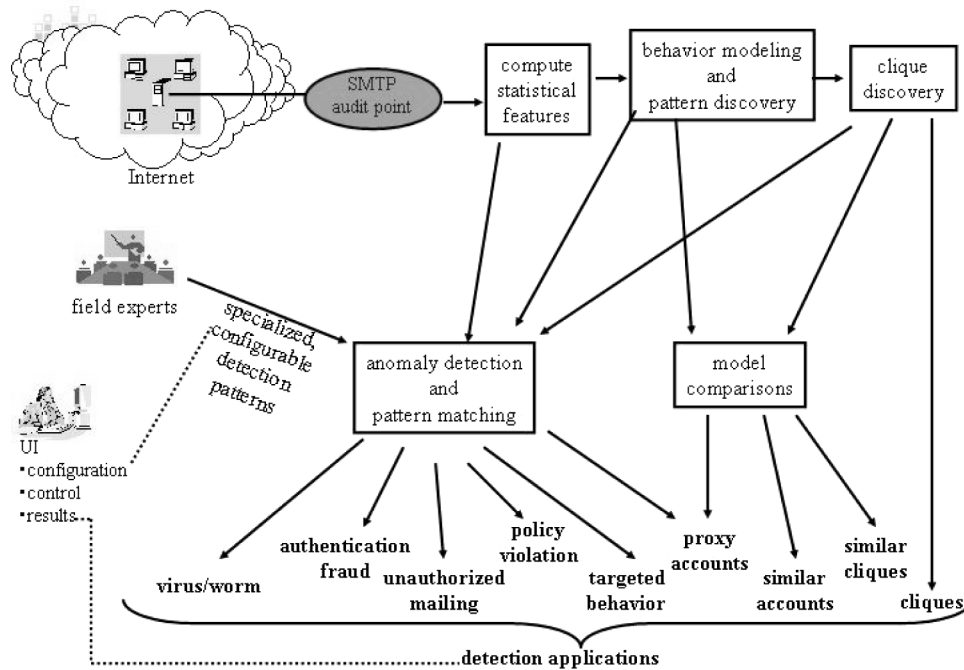 Internet
SMTP
audit point
compute
statistical
features
behavior modeling
and
pattern discovery
clique
discovery
field experts
specialized,
configurable
detection
patterns
anomaly detection
and
pattern matching
model
comparisons
UI
▪configuration
▪control
▪results
virus/worm
authentication
fraud
unauthorized
mailing
policy
violation
targeted
behavior
proxy
accounts
similar
accounts
similar
cliques
cliques
detection applications